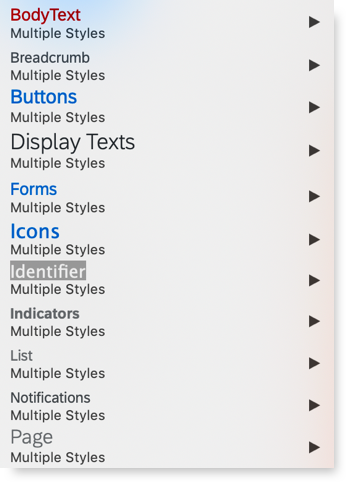 BodyText
Multiple Styles
Breadcrumb
Multiple Styles
Buttons
Multiple Styles
Display Texts
Multiple Styles
Forms
Multiple Styles
Icons
Multiple Styles
Identifier
Multiple Styles
Indicators
Multiple Styles
List
Multiple Styles
Notifications
Multiple Styles
Page
Multiple Styles